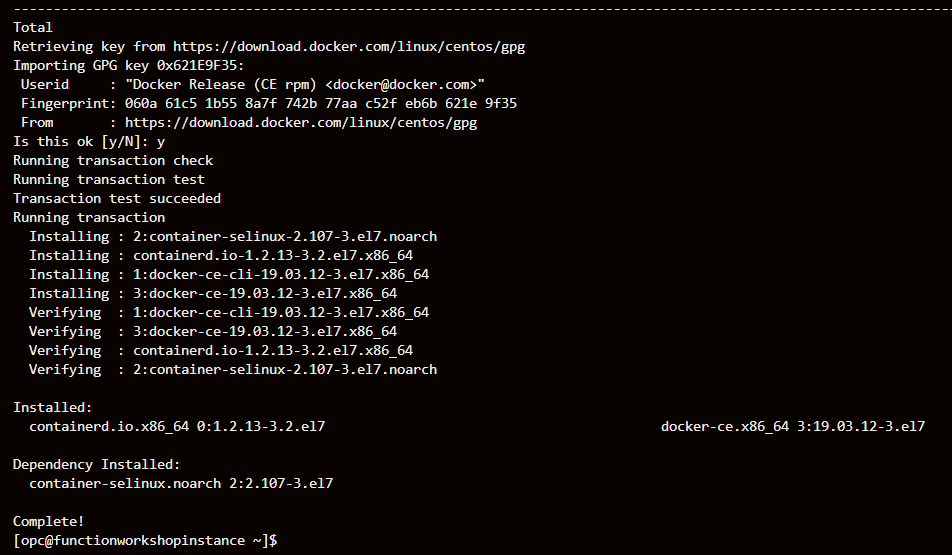 --------------------------------------------------------------------------------------------------------------------
Total
Retrieving key from https://download.docker.com/linux/centos/gpg
Importing GPG key 0x621E9F35:
 Userid     : "Docker Release (CE rpm) <docker@docker.com>"
 Fingerprint: 060a 61c5 1b55 8a7f 742b 77aa c52f eb6b 621e 9f35
 From       : https://download.docker.com/linux/centos/gpg
Is this ok [y/N]: y
Running transaction check
Running transaction test
Transaction test succeeded
Running transaction
  Installing : 2:container-selinux-2.107-3.el7.noarch
  Installing : containerd.io-1.2.13-3.2.el7.x86_64
  Installing : 1:docker-ce-cli-19.03.12-3.el7.x86_64
  Installing : 3:docker-ce-19.03.12-3.el7.x86_64
  Verifying  : 1:docker-ce-cli-19.03.12-3.el7.x86_64
  Verifying  : 3:docker-ce-19.03.12-3.el7.x86_64
  Verifying  : containerd.io-1.2.13-3.2.el7.x86_64
  Verifying  : 2:container-selinux-2.107-3.el7.noarch

Installed:
  containerd.io.x86_64 0:1.2.13-3.2.el7                                          docker-ce.x86_64 3:19.03.12-3.el7

Dependency Installed:
  container-selinux.noarch 2:2.107-3.el7

Complete!
[opc@functionworkshopinstance ~]$